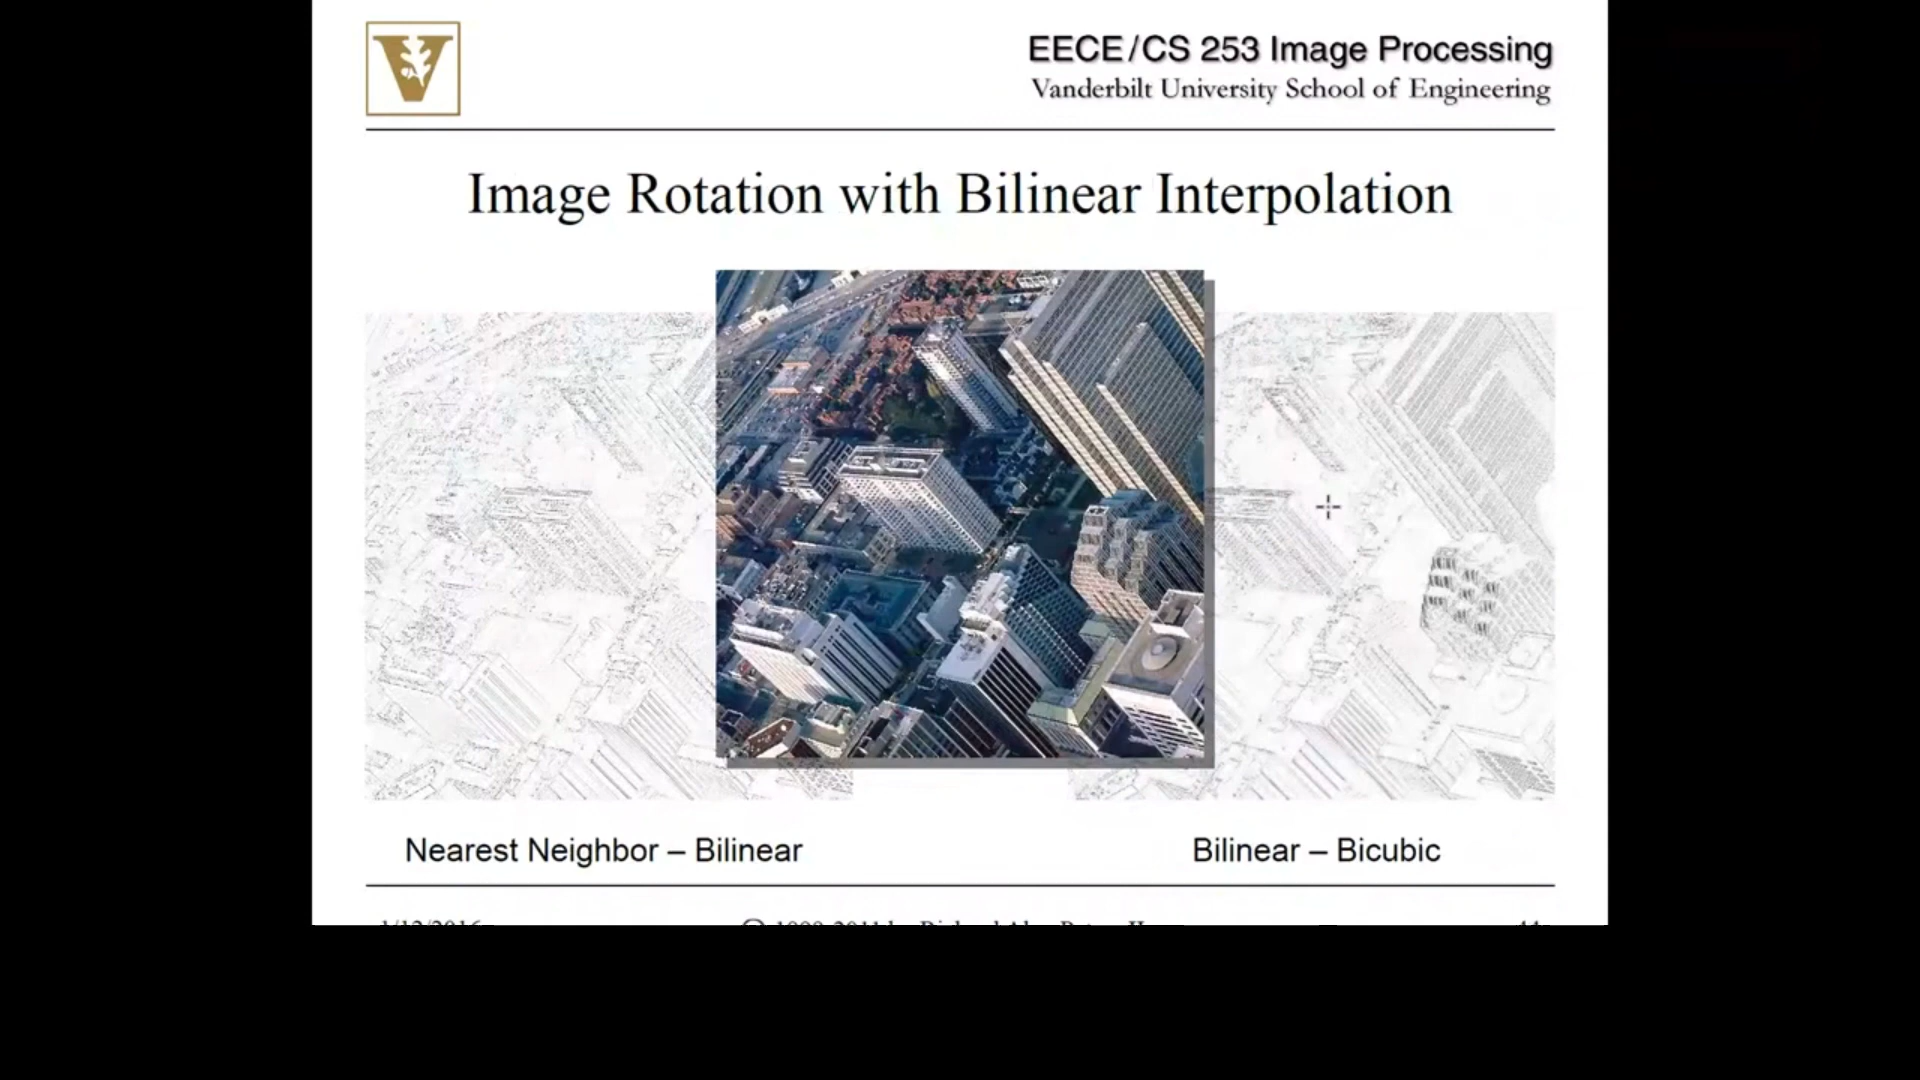 EECE/CS 253 Image Processing
Vanderbilt University School of Engineering
Image Rotation with Bilinear Interpolation
Nearest Neighbor – Bilinear
Bilinear – Bicubic